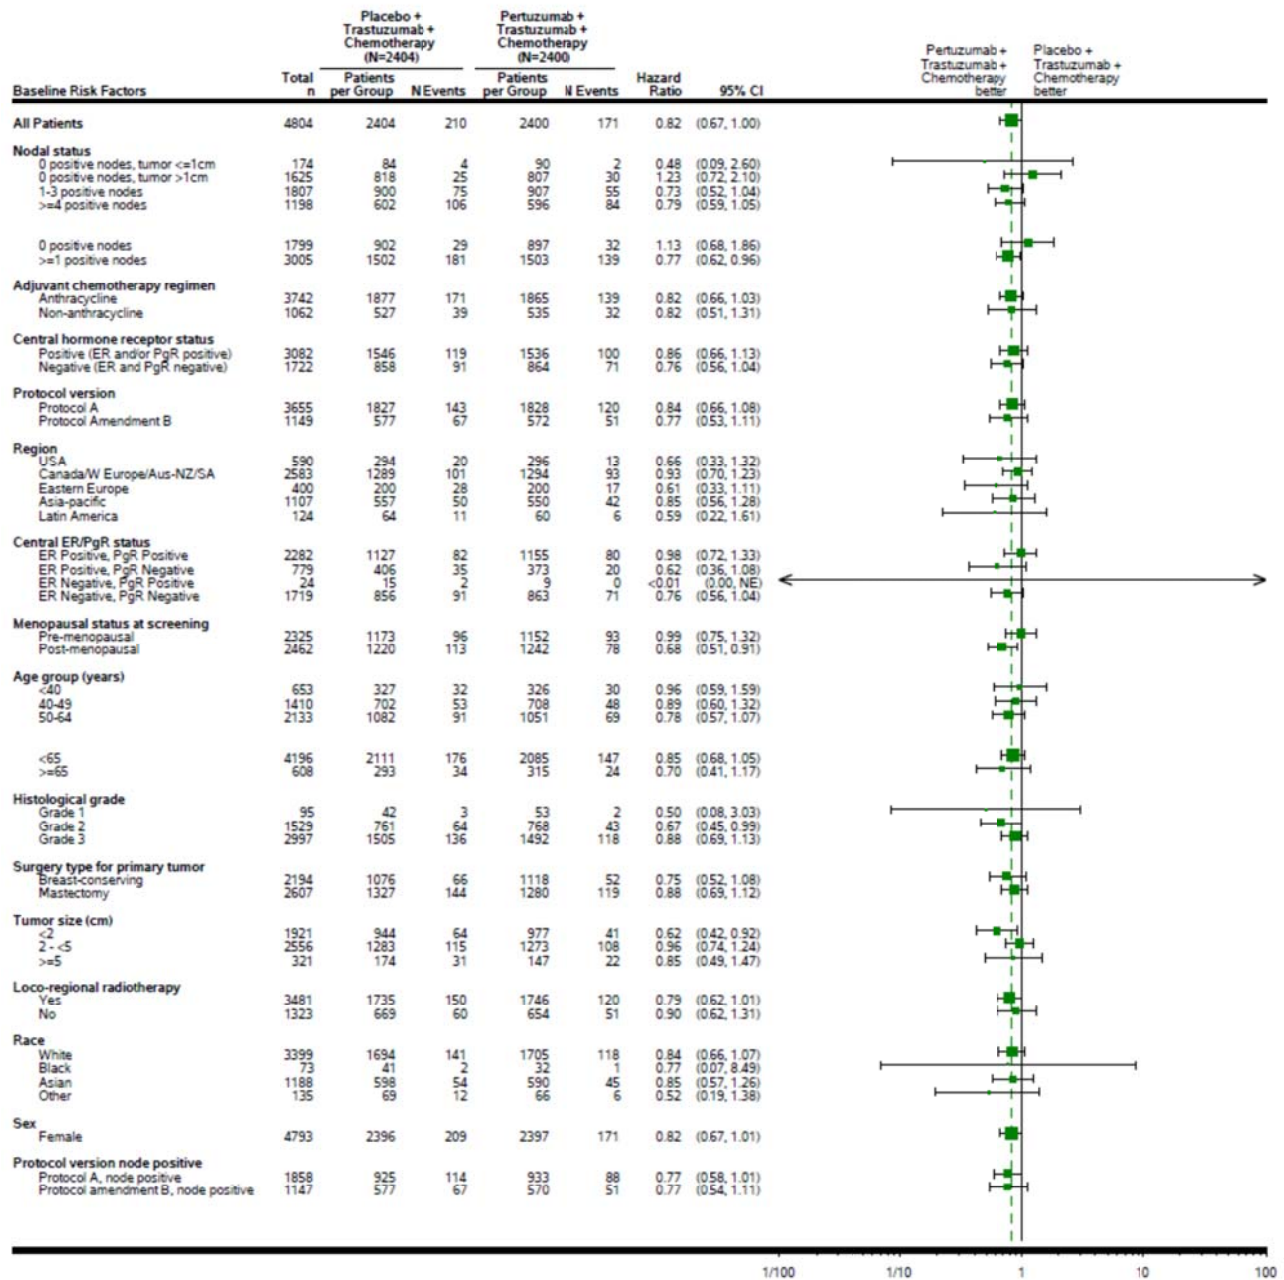 Placebo + Trastuzumab + Chemotherapy (N=2404) Pertuzumab + Trastuzumab + Chemotherapy (N=2400)
Pertuzumab + Trastuzumab + Chemotherapy better Placebo + Trastuzumab + Chemotherapy better
Baseline Risk Factors Total n Patients per Group N Events Patients per Group N Events Hazard Ratio 95% CI
All Patients 4804 2404 210 2400 171 0.82 (0.67, 1.00)
Nodal status
0 positive nodes, tumor <=1cm 174 84 4 90 2 0.48 (0.09, 2.60)
0 positive nodes, tumor >1cm 1625 818 25 807 30 1.23 (0.72, 2.10)
1-3 positive nodes 1807 900 75 907 55 0.73 (0.52, 1.04)
>=4 positive nodes 1198 602 106 596 84 0.79 (0.59, 1.05)
0 positive nodes 1799 902 29 897 32 1.13 (0.68, 1.86)
>=1 positive nodes 3005 1502 181 1503 139 0.77 (0.62, 0.96)
Adjuvant chemotherapy regimen
Anthracycline 3742 1877 171 1865 139 0.82 (0.66, 1.03)
Non-anthracycline 1062 527 39 535 32 0.82 (0.51, 1.31)
Central hormone receptor status
Positive (ER and/or PgR positive) 3082 1546 119 1536 100 0.86 (0.66, 1.13)
Negative (ER and PgR negative) 1722 858 91 864 71 0.76 (0.56, 1.04)
Protocol version
Protocol A 3655 1827 143 1828 120 0.84 (0.66, 1.08)
Protocol Amendment B 1149 577 67 572 51 0.77 (0.53, 1.11)
Region
USA 590 294 20 296 13 0.66 (0.33, 1.32)
Canada/W Europe/Aus-NZ/SA 2583 1289 101 1294 93 0.93 (0.70, 1.23)
Eastern Europe 400 200 28 200 17 0.61 (0.33, 1.11)
Asia-pacific 1107 557 50 550 42 0.85 (0.56, 1.28)
Latin America 124 64 11 60 6 0.59 (0.22, 1.61)
Central ER/PgR status
ER Positive, PgR Positive 2282 1127 82 1155 80 0.98 (0.72, 1.33)
ER Positive, PgR Negative 779 406 35 373 20 0.62 (0.36, 1.08)
ER Negative, PgR Positive 24 15 2 9 0 <0.01 (0.00, NE)
ER Negative, PgR Negative 1719 856 91 863 71 0.76 (0.56, 1.04)
Menopausal status at screening
Pre-menopausal 2325 1173 96 1152 93 0.99 (0.75, 1.32)
Post-menopausal 2462 1220 113 1242 78 0.68 (0.51, 0.91)
Age group (years)
<40 653 327 32 326 30 0.96 (0.59, 1.59)
40-49 1410 702 53 708 48 0.89 (0.60, 1.32)
50-64 2133 1082 91 1051 69 0.78 (0.57, 1.07)
<65 4196 2111 176 2085 147 0.85 (0.68, 1.05)
>=65 608 293 34 315 24 0.70 (0.41, 1.17)
Histological grade
Grade 1 95 42 3 53 2 0.50 (0.08, 3.03)
Grade 2 1529 761 64 768 43 0.67 (0.45, 0.99)
Grade 3 2997 1505 136 1492 118 0.88 (0.69, 1.13)
Surgery type for primary tumor
Breast-conserving 2194 1076 66 1118 52 0.75 (0.52, 1.08)
Mastectomy 2607 1327 144 1280 119 0.88 (0.69, 1.12)
Tumor size (cm)
<2 1921 944 64 977 41 0.62 (0.42, 0.92)
2 - <5 2556 1283 115 1273 108 0.96 (0.74, 1.24)
>=5 321 174 31 147 22 0.85 (0.49, 1.47)
Loco-regional radiotherapy
Yes 3481 1735 150 1746 120 0.79 (0.62, 1.01)
No 1323 669 60 654 51 0.90 (0.62, 1.31)
Race
White 3399 1694 141 1705 118 0.84 (0.66, 1.07)
Black 73 41 2 32 1 0.77 (0.07, 8.49)
Asian 1188 598 54 590 45 0.85 (0.57, 1.26)
Other 135 69 12 66 6 0.52 (0.19, 1.38)
Sex
Female 4793 2396 209 2397 171 0.82 (0.67, 1.01)
Protocol version node positive
Protocol A, node positive 1858 925 114 933 88 0.77 (0.58, 1.01)
Protocol amendment B, node positive 1147 577 67 570 51 0.77 (0.54, 1.11)
1/100 1/10 1 10 100